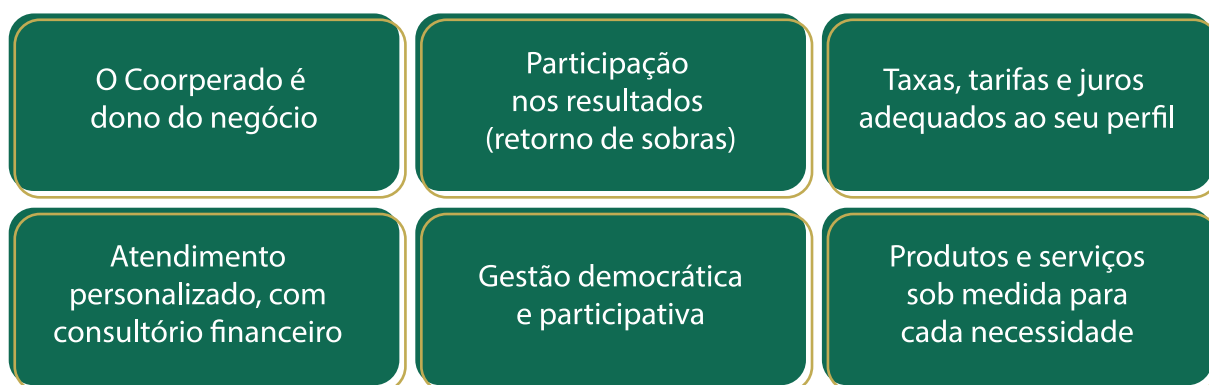 O Coorperado é
dono do negócio
Participação
nos resultados
(retorno de sobras)
Taxas, tarifas e juros
adequados ao seu perfil
Atendimento
personalizado, com
consultório financeiro
Gestão democrática
e participativa
Produtos e serviços
sob medida para
cada necessidade